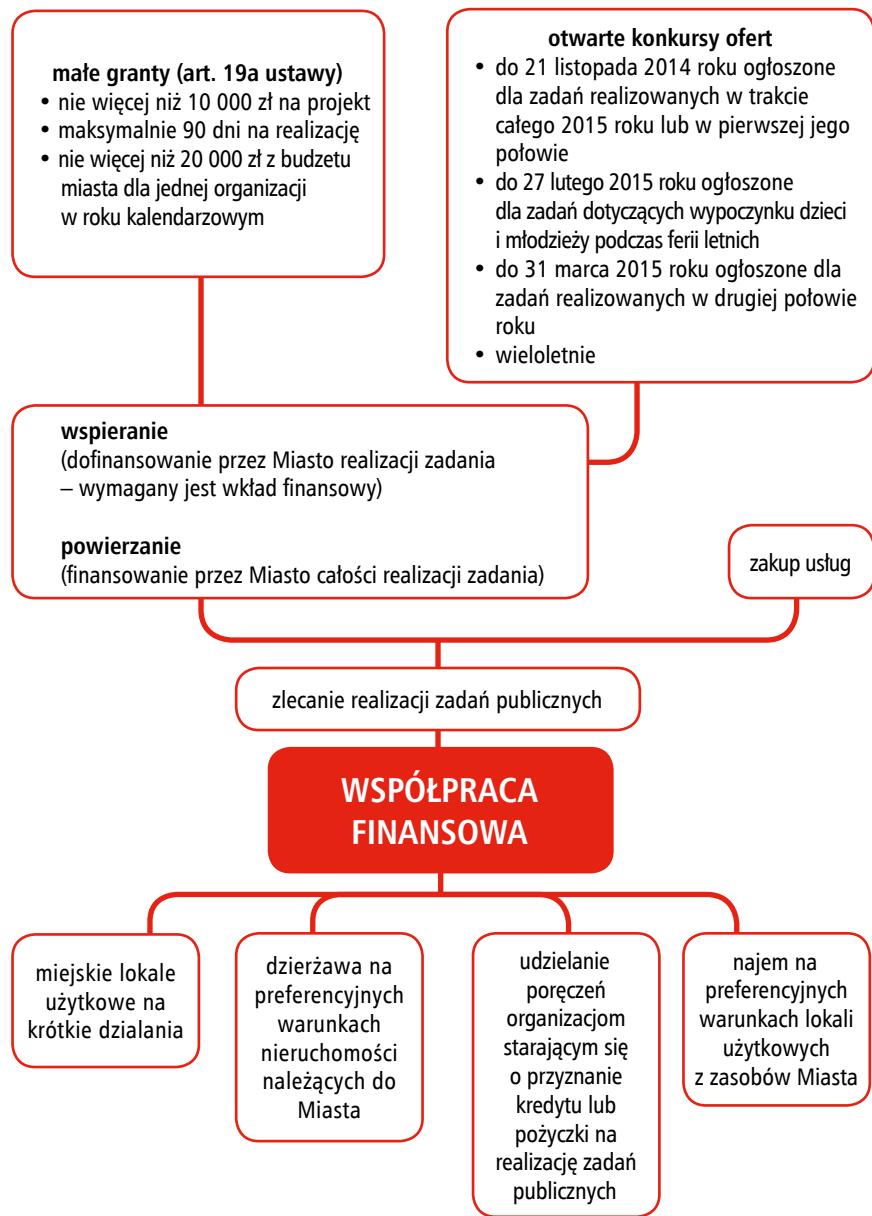 małe granty (art. 19a ustawy)
• nie więcej niż 10 000 zł na projekt
• maksymalnie 90 dni na realizację
• nie więcej niż 20 000 zł z budżetu
miasta dla jednej organizacji
w roku kalendarzowym
otwarte konkursy ofert
• do 21 listopada 2014 roku ogłoszone
dla zadań realizowanych w trakcie
całego 2015 roku lub w pierwszej jego
połowie
• do 27 lutego 2015 roku ogłoszone
dla zadań dotyczących wypoczynku dzieci
i młodzieży podczas ferii letnich
• do 31 marca 2015 roku ogłoszone dla
zadań realizowanych w drugiej połowie
roku
• wieloletnie
wspieranie
(dofinansowanie przez Miasto realizacji zadania
– wymagany jest wkład finansowy)
powierzanie
(finansowanie przez Miasto całości realizacji zadania)
zakup usług
zlecanie realizacji zadań publicznych
WSPÓŁPRACA
FINANSOWA
miejskie lokale
użytkowe na
krótkie dzialania
dzierżawa na
preferencyjnych
warunkach
nieruchomości
należących do
Miasta
udzielanie
poręczeń
organizacjom
starającym się
o przyznanie
kredytu lub
pożyczki na
realizację zadań
publicznych
najem na
preferencyjnych
warunkach lokali
użytkowych
z zasobów Miasta